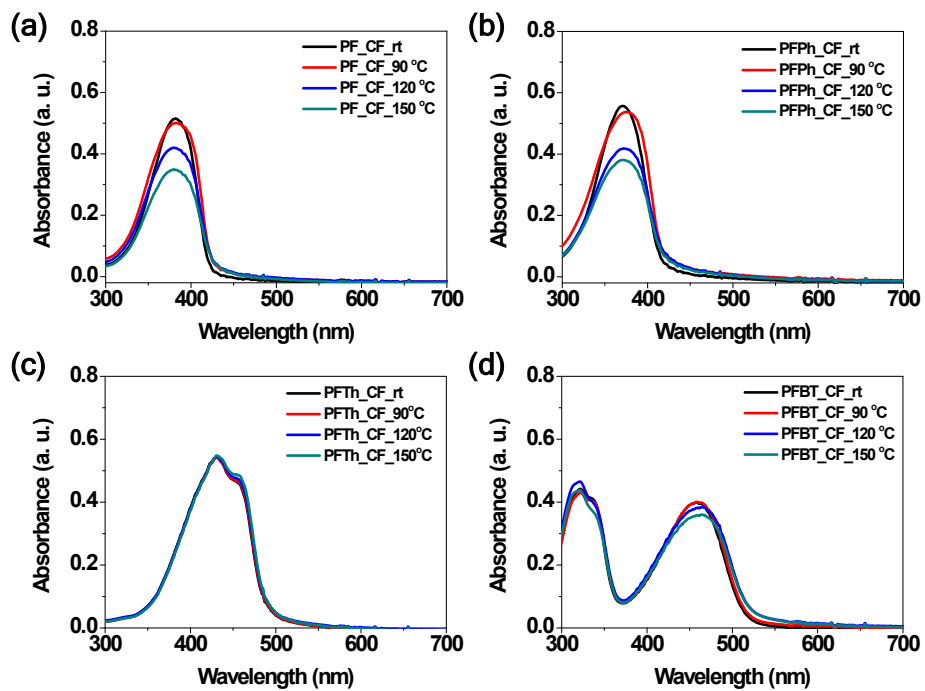 (a)
0.8
0.6
0.4
0.2
0.0
Absorbance (a. u.)
PF_CF_rt
PF_CF_90 °C
PF_CF_120 °C
PF_CF_150 °C
300 400 500 600 700
Wavelength (nm)
(b)
0.8
0.6
0.4
0.2
0.0
Absorbance (a. u.)
PFPh_CF_rt
PFPh_CF_90 °C
PFPh_CF_120 °C
PFPh_CF_150 °C
300 400 500 600 700
Wavelength (nm)
(c)
0.8
0.6
0.4
0.2
0.0
Absorbance (a. u.)
PFTh_CF_rt
PFTh_CF_90°C
PFTh_CF_120°C
PFTh_CF_150°C
300 400 500 600 700
Wavelength (nm)
(d)
0.8
0.6
0.4
0.2
0.0
Absorbance (a. u.)
PFBT_CF_rt
PFBT_CF_90 °C
PFBT_CF_120 °C
PFBT_CF_150 °C
300 400 500 600 700
Wavelength (nm)